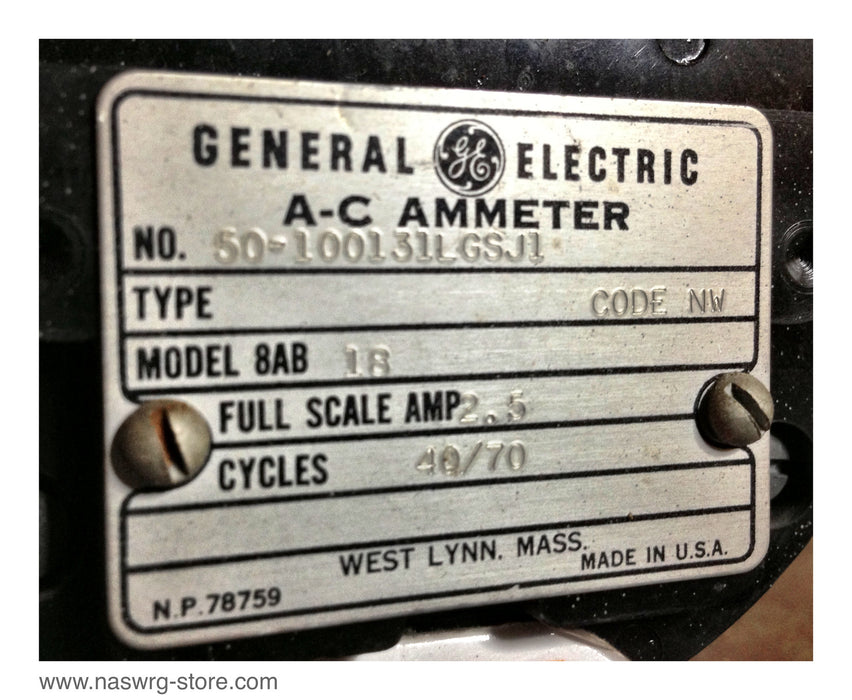 GENERAL GE ELECTRIC
A-C AMMETER
NO. 50-100131LGSJ1
TYPE CODE NW
MODEL 8AB 18
FULL SCALE AMP 2.5
CYCLES 40/70
WEST LYNN. MASS.
N.P.78759 MADE IN U.S.A.
www.naswrg-store.com